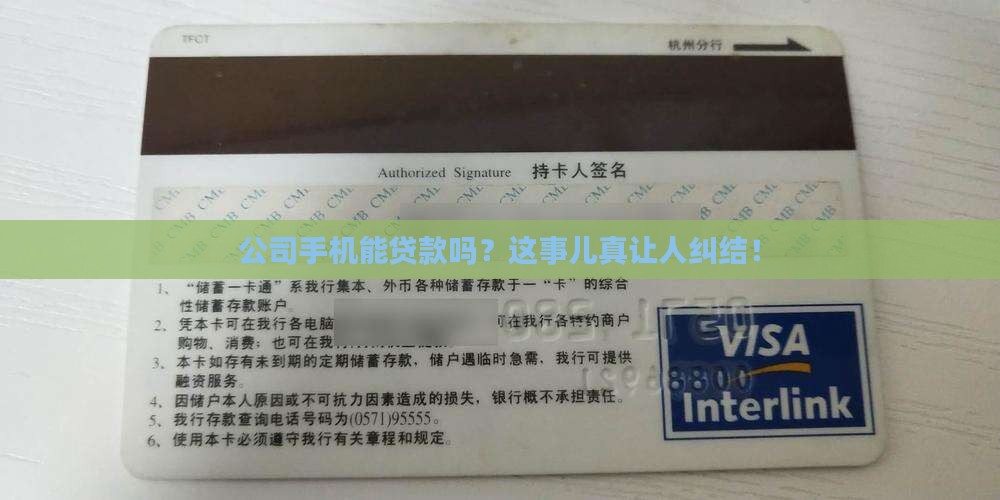 TFCT
杭州分行
Authorized Signature 持卡人签名
CMB CMB CMB CMB CMB CMB CMB CMB
公司手机能贷款吗？这事儿真让人纠结！
1、“储蓄一卡通”系我行集本、外币各种储蓄存款于一“卡”的综合
性储蓄存款账户
2、凭本卡可在我行各电脑 可在我行各特约商户
购物、消费；也可在我
3、本卡如存有未到期的定期储蓄存款，储户遇临时急需，我行可提供
融资服务。
4、因储户本人原因或不可抗力因素造成的损失，银行概不承担责任。
5、我行存款查询电话号码为(0571)95555。
6、使用本卡必须遵守我行有关章程和规定。
VISA
Interlink